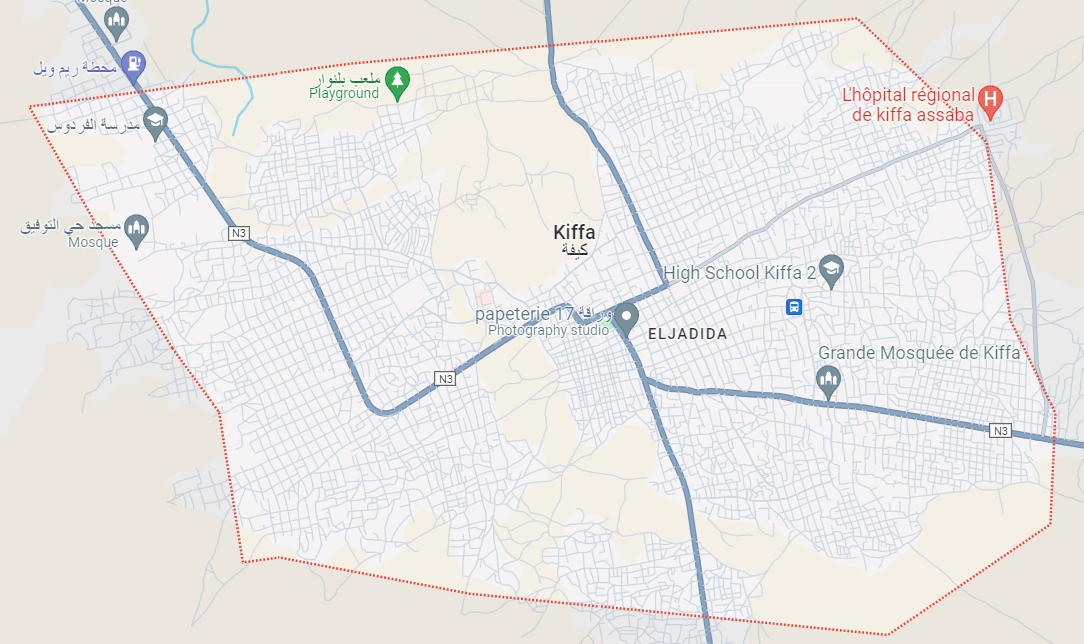 Mosque
محطة ريم ويل
ملعب بلنوار
Playground
L'hôpital régional
de kiffa assaba
مدرسة الفردوس
مسجد حي التوفيق
Mosque
N3
Kiffa
كيفة
High School Kiffa 2
papeterie 17 وراقة
Photography studio
ELJADIDA
Grande Mosquée de Kiffa
N3
N3